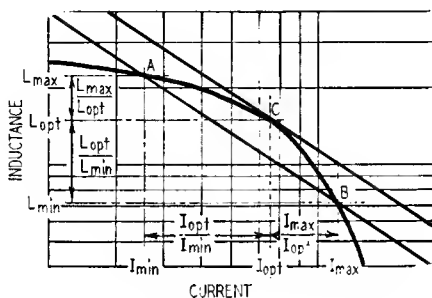 A
L max
L max
L opt
C
L opt
L opt
L min
INDUCTANCE
B
L min
I opt
I min
I max
I opt
I min
I opt
I max
CURRENT